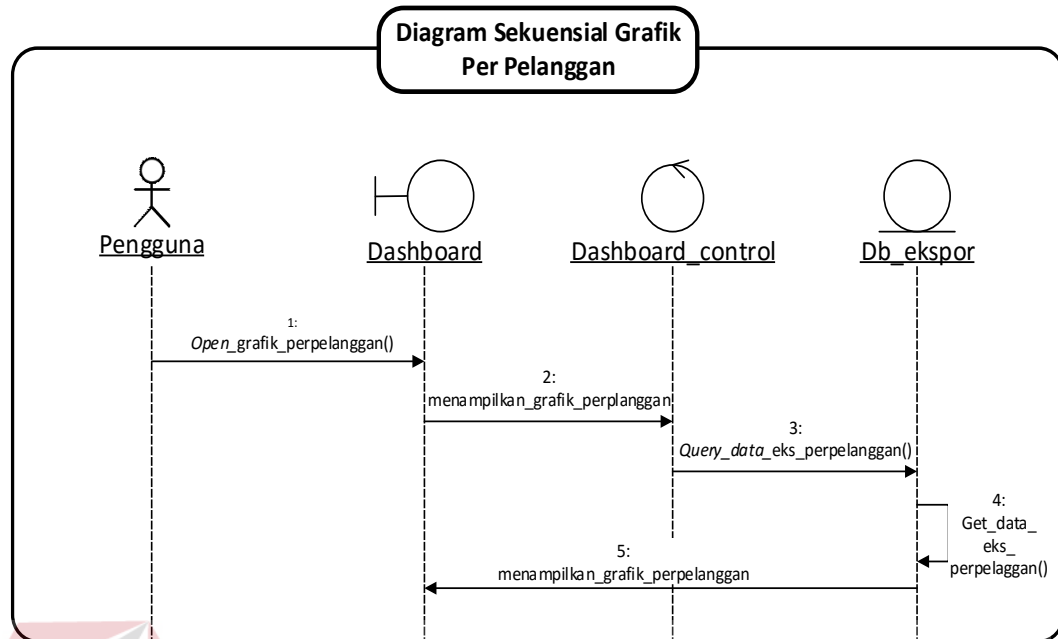 Diagram Sekuensial Grafik
Per Pelanggan
Pengguna
Dashboard
Dashboard_control
Db_ekspor
1:
Open_grafik_perpelanggan()
2:
menampilkan_grafik_perplanggan
3:
Query_data_eks_perpelanggan()
4:
Get_data_
eks_
perpelaggan()
5:
menampilkan_grafik_perpelanggan